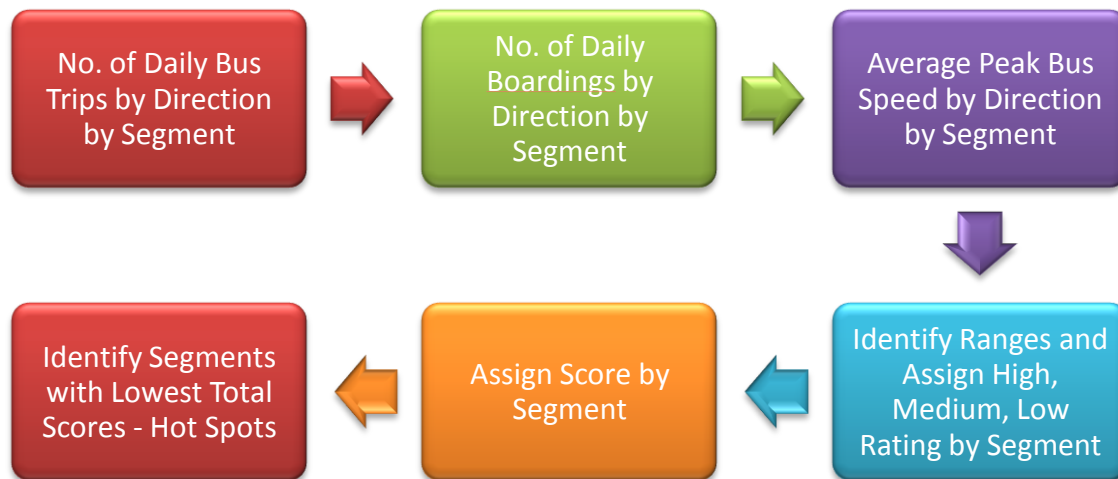 No. of Daily Bus
Trips by Direction
by Segment
No. of Daily
Boardings by
Direction by
Segment
Average Peak Bus
Speed by Direction
by Segment
Identify Ranges and
Assign High,
Medium, Low
Rating by Segment
Assign Score by
Segment
Identify Segments
with Lowest Total
Scores - Hot Spots